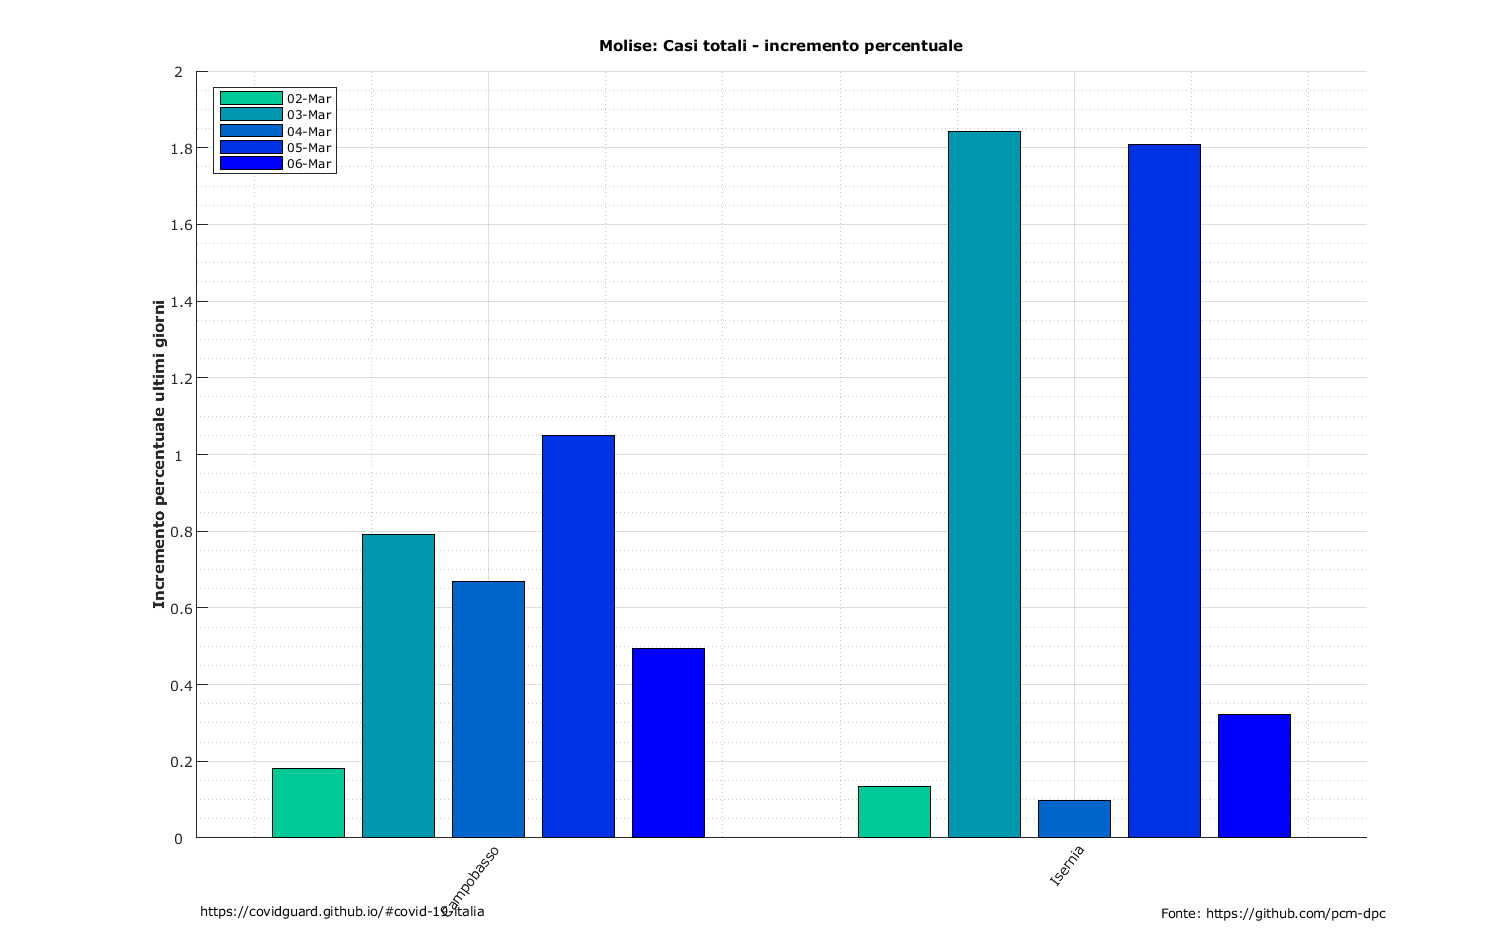 Molise: Casi totali - incremento percentuale
02-Mar
03-Mar
04-Mar
05-Mar
06-Mar
Incremento percentuale ultimi giorni
2
1.8
1.6
1.4
1.2
1
0.8
0.6
0.4
0.2
0
Campobasso
Isernia
https://covidguard.github.io/#covid-19-italia
Fonte: https://github.com/pcm-dpc